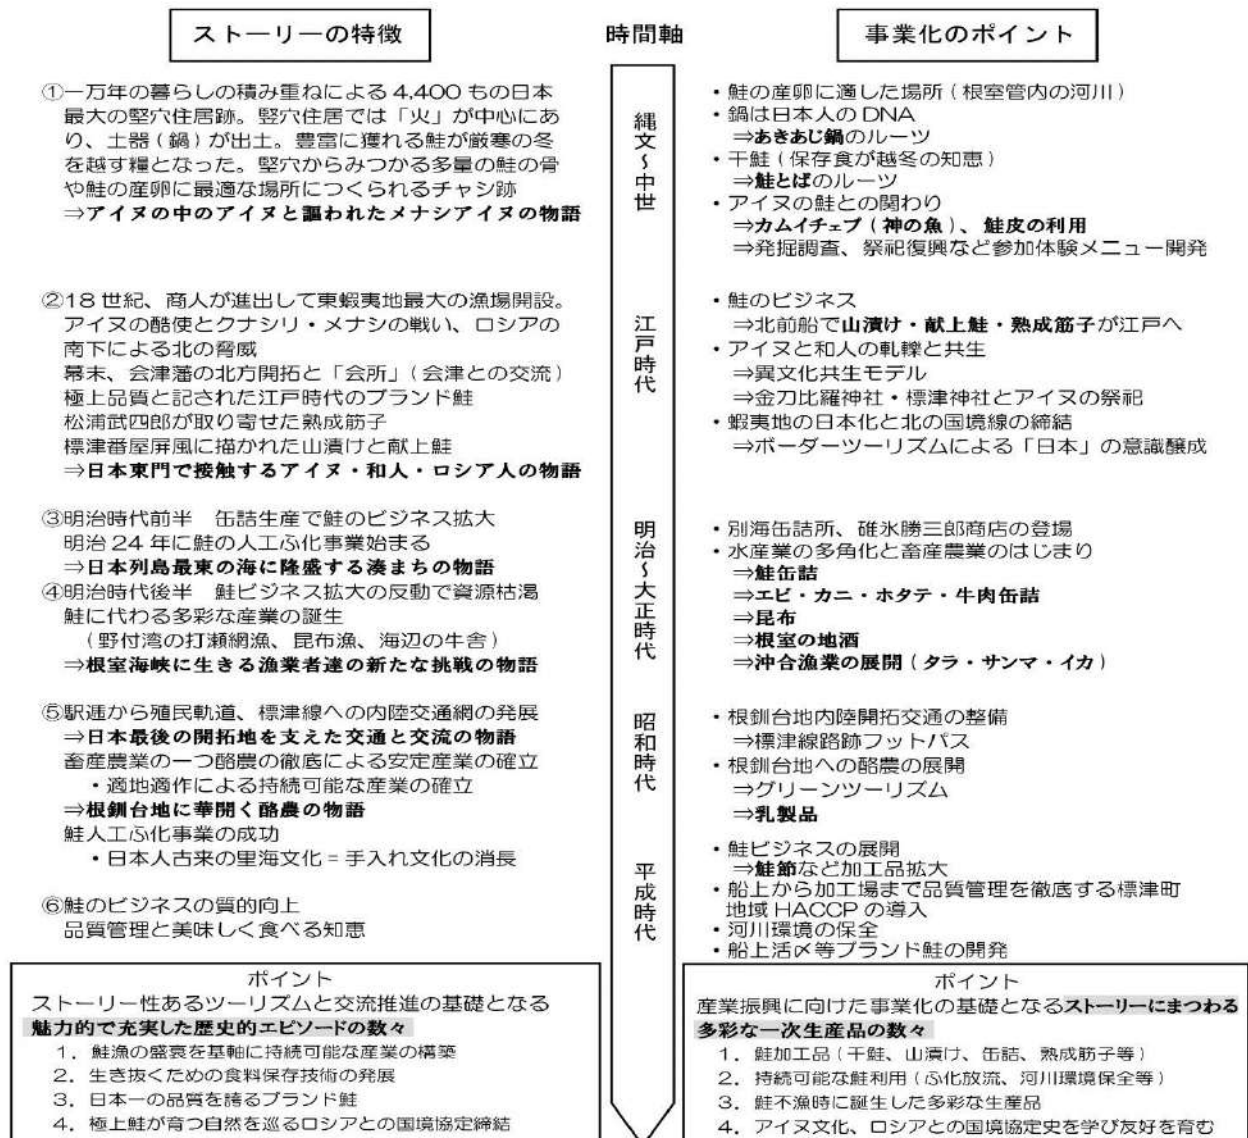 ストーリーの特徴
①一万年の暮らしの積み重ねによる 4,400 もの日本
最大の竪穴住居跡。竪穴住居では「火」が中心にあ
り、土器(鍋)が出土。豊富に獲れる鮭が厳寒の冬
を越す糧となった。竪穴からみつかる多量の鮭の骨
や鮭の産卵に最適な場所につくられるチャシ跡
⇒アイヌの中のアイヌと謳われたメナシアイヌの物語
②18 世紀、商人が進出して東蝦夷地最大の漁場開設。
アイヌの酷使とクナシリ・メナシの戦い、ロシアの
南下による北の脅威
幕末、会津藩の北方開拓と「会所」(会津との交流)
極上品質と記された江戸時代のブランド鮭
松浦武四郎が取り寄せた熟成筋子
標津番屋屏風に描かれた山漬けと献上鮭
⇒日本東門で接触するアイヌ・和人・ロシア人の物語
③明治時代前半　缶詰生産で鮭のビジネス拡大
明治 24 年に鮭の人工ふ化事業始まる
⇒日本列島最東の海に隆盛する湊まちの物語
④明治時代後半　鮭ビジネス拡大の反動で資源枯渇
鮭に代わる多彩な産業の誕生
(野付湾の打瀬網漁、昆布漁、海辺の牛舎)
⇒根室海峡に生きる漁業者達の新たな挑戦の物語
⑤駅逓から殖民軌道、標津線への内陸交通網の発展
⇒日本最後の開拓地を支えた交通と交流の物語
畜産農業の一つ酪農の徹底による安定産業の確立
・適地適作による持続可能な産業の確立
⇒根釧台地に華開く酪農の物語
鮭人工ふ化事業の成功
・日本人古来の里海文化 = 手入れ文化の消長
⑥鮭のビジネスの質的向上
品質管理と美味しく食べる知恵
ポイント
ストーリー性あるツーリズムと交流推進の基礎となる
魅力的で充実した歴史的エピソードの数々
1．鮭漁の盛衰を基軸に持続可能な産業の構築
2．生き抜くための食料保存技術の発展
3．日本一の品質を誇るブランド鮭
4．極上鮭が育つ自然を巡るロシアとの国境協定締結
時間軸
縄文～中世
江戸時代
明治～大正時代
昭和時代
平成時代
事業化のポイント
・鮭の産卵に適した場所(根室管内の河川)
・鍋は日本人の DNA
⇒あきあじ鍋のルーツ
・干鮭(保存食が越冬の知恵)
⇒鮭とばのルーツ
・アイヌの鮭との関わり
⇒カムイチェプ(神の魚)、鮭皮の利用
⇒発掘調査、祭祀復興など参加体験メニュー開発
・鮭のビジネス
⇒北前船で山漬け・献上鮭・熟成筋子が江戸へ
・アイヌと和人の軋轢と共生
⇒異文化共生モデル
⇒金刀比羅神社・標津神社とアイヌの祭祀
・蝦夷地の日本化と北の国境線の締結
⇒ボーダーツーリズムによる「日本」の意識醸成
・別海缶詰所、碓氷勝三郎商店の登場
・水産業の多角化と畜産農業のはじまり
⇒鮭缶詰
⇒エビ・カニ・ホタテ・牛肉缶詰
⇒昆布
⇒根室の地酒
⇒沖合漁業の展開(タラ・サンマ・イカ)
・根釧台地内陸開拓交通の整備
⇒標津線路跡フットパス
・根釧台地への酪農の展開
⇒グリーンツーリズム
⇒乳製品
・鮭ビジネスの展開
⇒鮭節など加工品拡大
・船上から加工場まで品質管理を徹底する標津町
地域 HACCP の導入
・河川環境の保全
・船上活〆等ブランド鮭の開発
ポイント
産業振興に向けた事業化の基礎となるストーリーにまつわる
多彩な一次生産品の数々
1．鮭加工品(干鮭、山漬け、缶詰、熟成筋子等)
2．持続可能な鮭利用(ふ化放流、河川環境保全等)
3．鮭不漁時に誕生した多彩な生産品
4．アイヌ文化、ロシアとの国境協定史を学び友好を育む